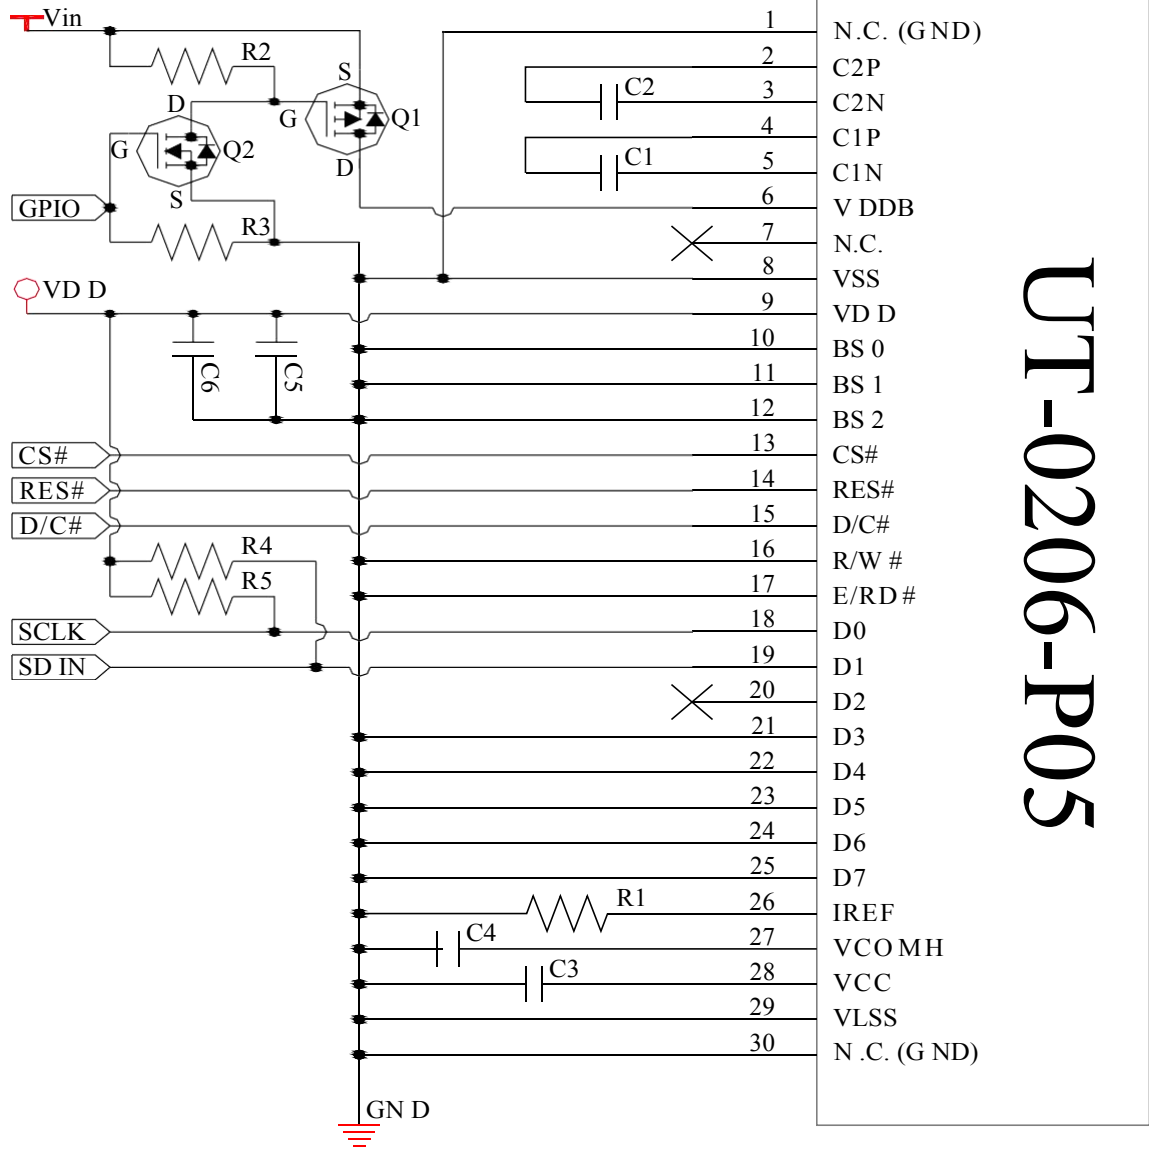 Vin
R2
S
D
G
Q1
G
Q2
D
S
GPIO
R3
VD D
C6
C5
CS#
RES#
D/C#
R4
R5
SCLK
SD IN
C2
C1
R1
C4
C3
GN D
1 N.C. (GND)
2 C2P
3 C2N
4 C1P
5 C1N
6 V DDB
7 N.C.
8 VSS
9 VD D
10 BS 0
11 BS 1
12 BS 2
13 CS#
14 RES#
15 D/C#
16 R/W #
17 E/RD #
18 D0
19 D1
20 D2
21 D3
22 D4
23 D5
24 D6
25 D7
26 IREF
27 VCO MH
28 VCC
29 VLSS
30 N .C. (G ND)
UT-0206-P05